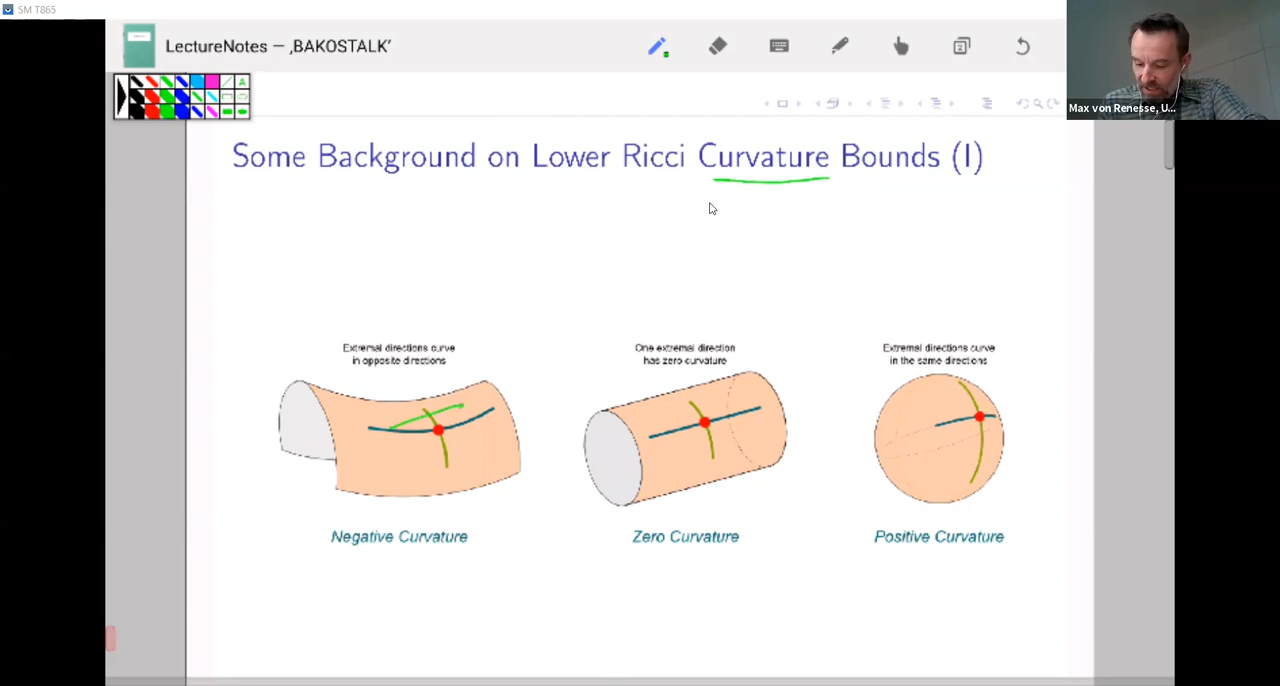 SM T865
LectureNotes — ‚BAKOSTALK‘
Max von Renesse, U...
A
2
Some Background on Lower Ricci Curvature Bounds (I)
Extremal directions curve
in opposite directions
One extremal direction
has zero curvature
Extremal directions curve
in the same directions
Negative Curvature
Zero Curvature
Positive Curvature